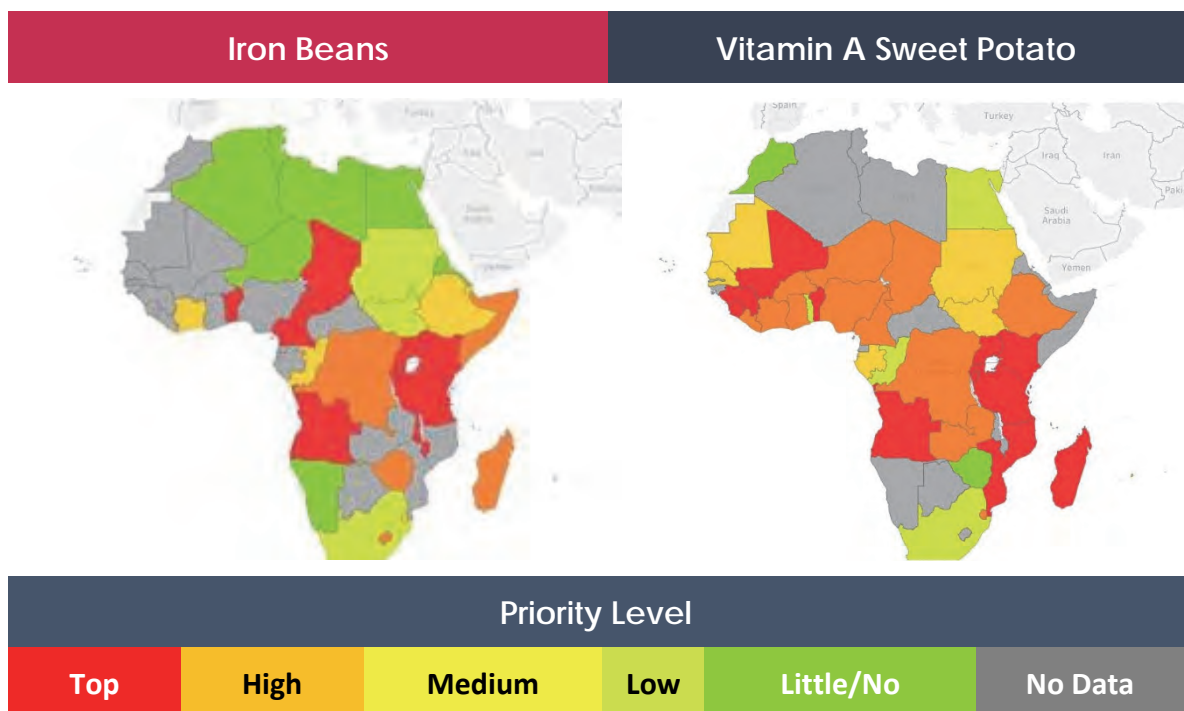 Iron Beans
Vitamin A Sweet Potato
Turkey
Spain
Turkey
Iraq
Iran
Saudi
Arabia
Yemen
Priority Level
Top
High
Medium
Low
Little/No
No Data